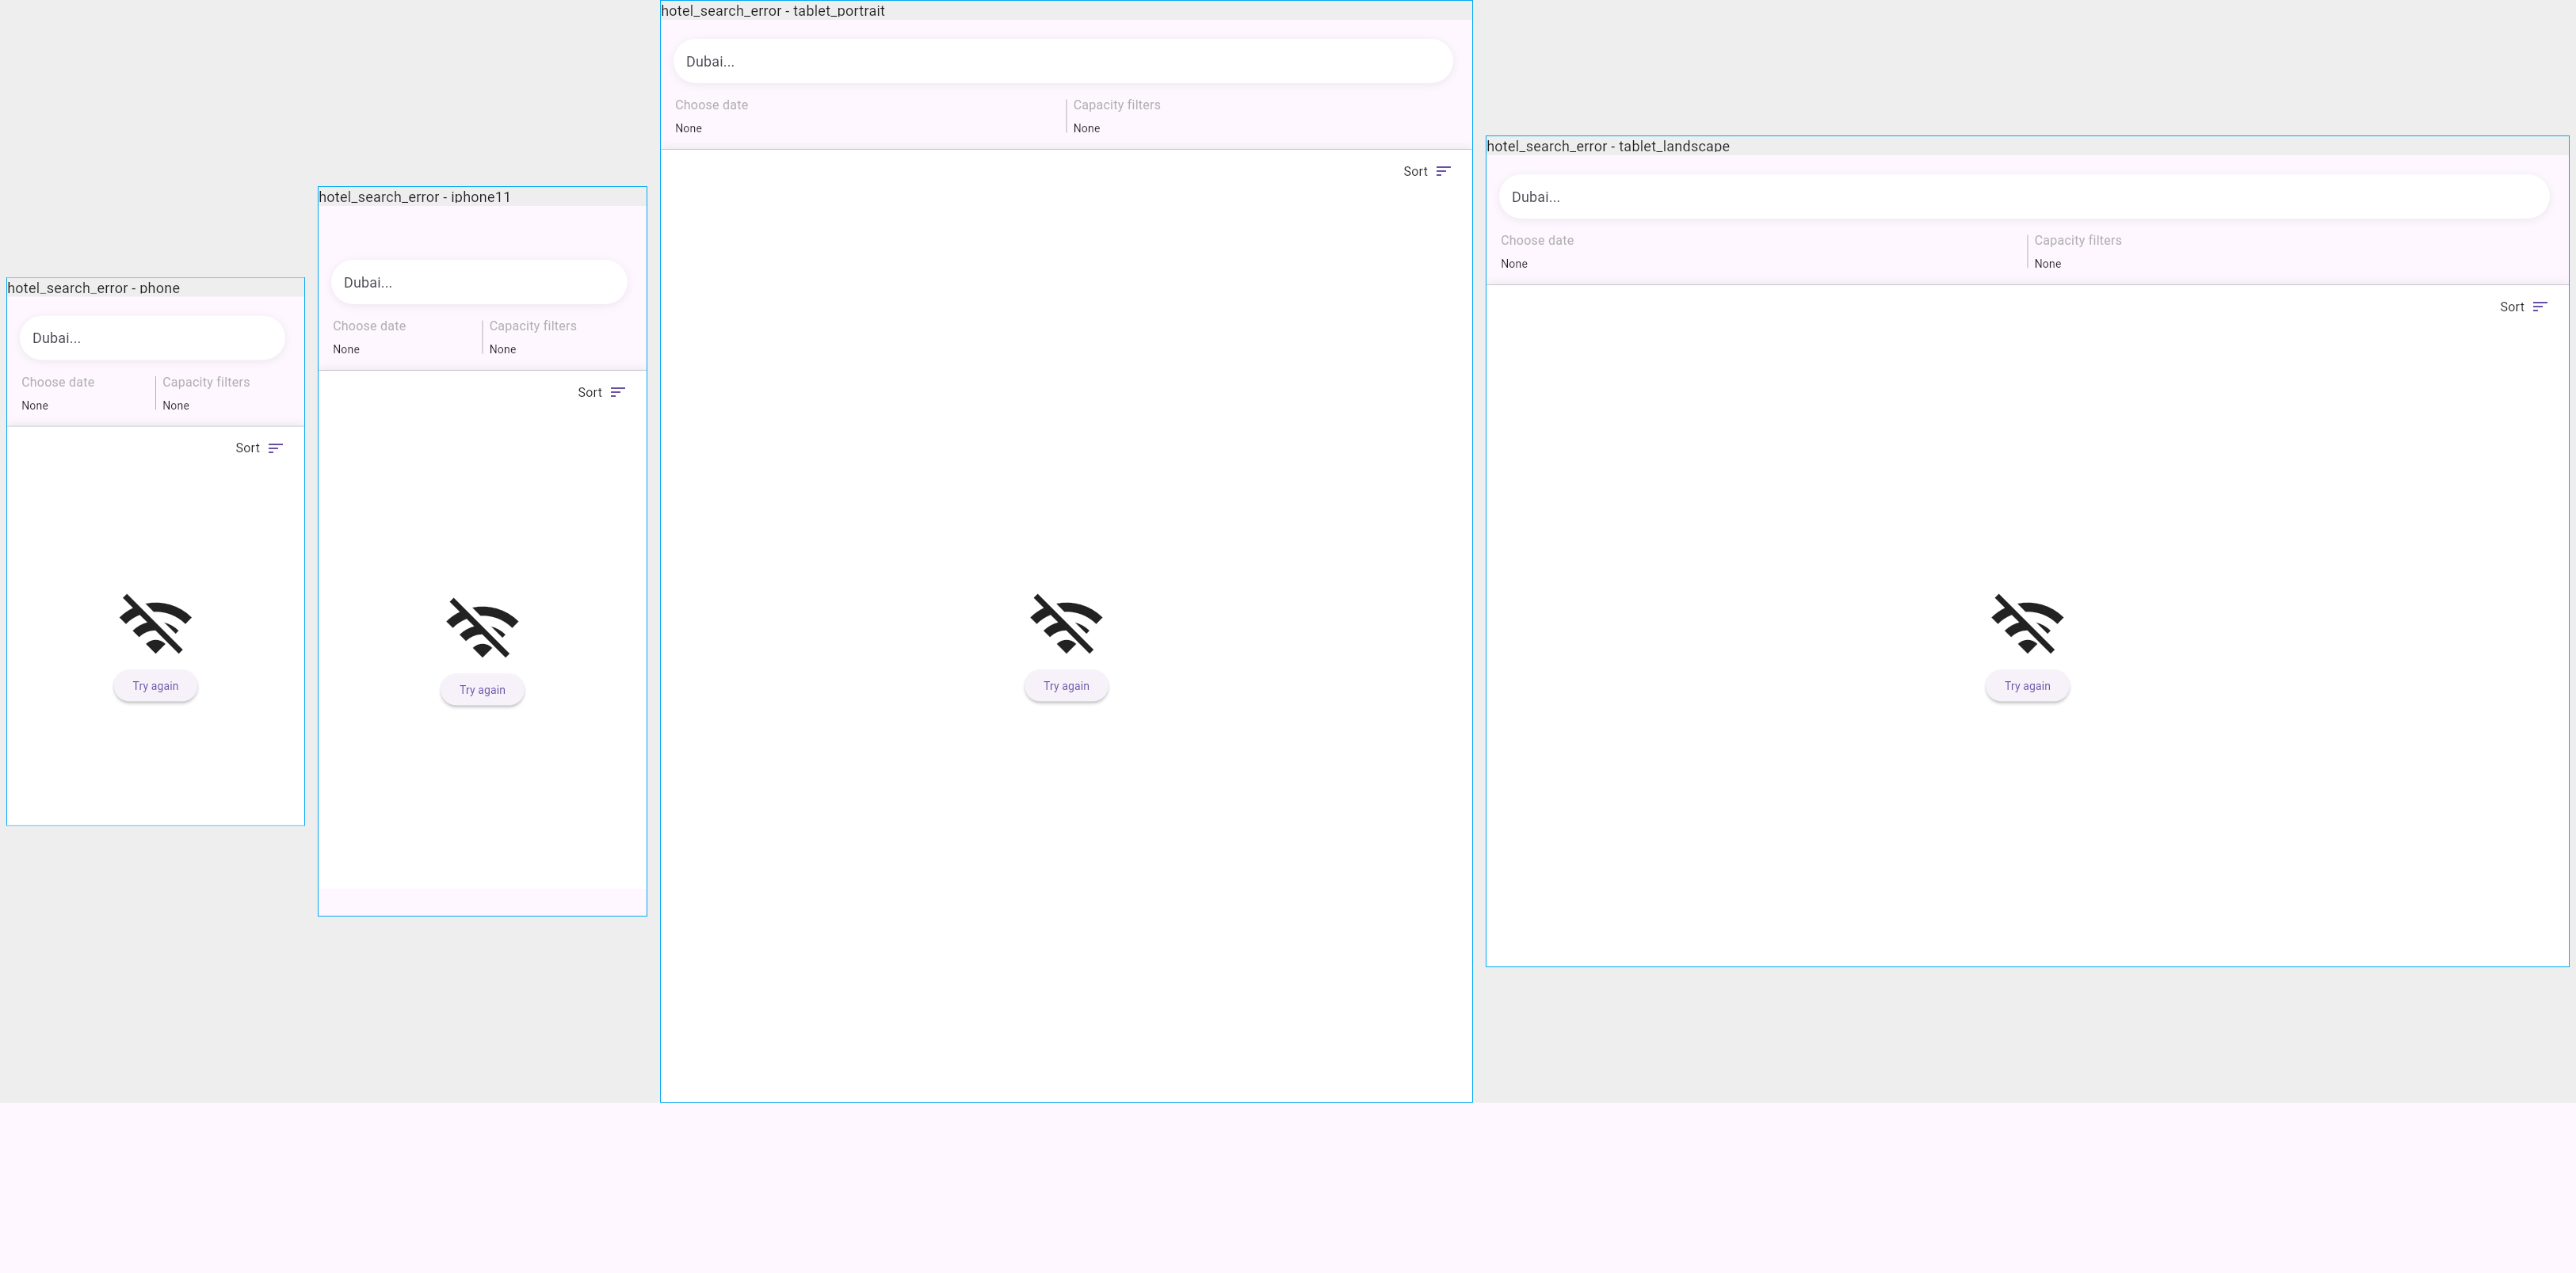 hotel_search_error - phone
Dubai...
Choose date
Capacity filters
None
None
Sort
Try again
hotel_search_error - iphone11
Dubai...
Choose date
Capacity filters
None
None
Sort
Try again
hotel_search_error - tablet_portrait
Dubai...
Choose date
Capacity filters
None
None
Sort
Try again
hotel_search_error - tablet_landscape
Dubai...
Choose date
Capacity filters
None
None
Sort
Try again